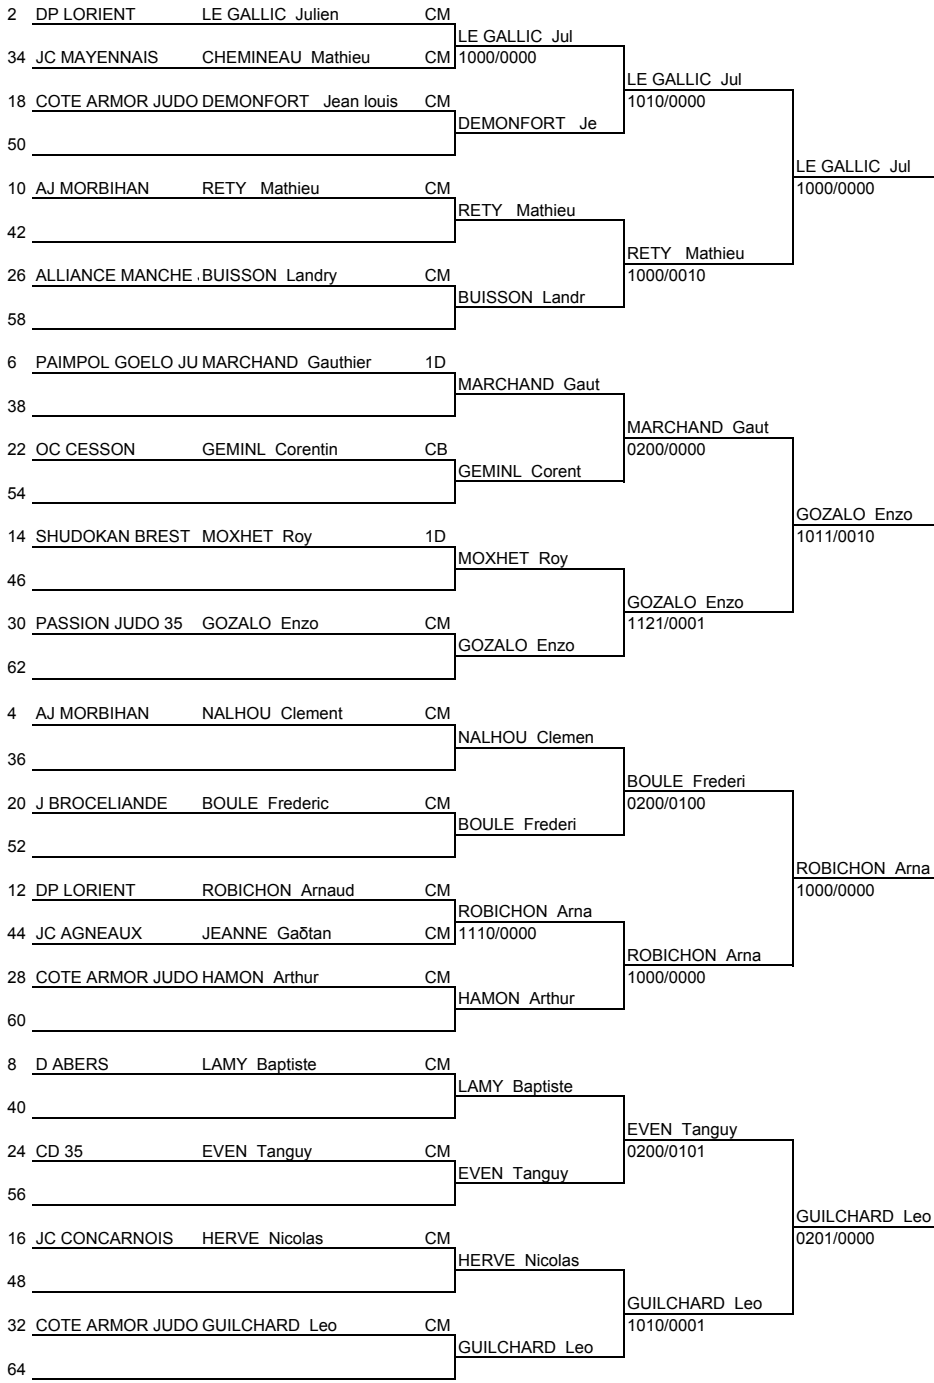 2 DP LORIENT LE GALLIC Julien CM
LE GALLIC Jul
34 JC MAYENNAIS CHEMINEAU Mathieu CM 1000/0000
LE GALLIC Jul
18 COTE ARMOR JUDO DEMONFORT Jean louis CM 1010/0000
DEMONFORT Je
50
LE GALLIC Jul
10 AJ MORBIHAN RETY Mathieu CM 1000/0000
RETY Mathieu
42
RETY Mathieu
26 ALLIANCE MANCHE . BUISSON Landry CM 1000/0010
BUISSON Landr
58
6 PAIMPOL GOELO JU MARCHAND Gauthier 1D
MARCHAND Gaut
38
MARCHAND Gaut
22 OC CESSON GEMINL Corentin CB 0200/0000
GEMINL Corent
54
GOZALO Enzo
14 SHUDOKAN BREST MOXHET Roy 1D 1011/0010
MOXHET Roy
46
GOZALO Enzo
30 PASSION JUDO 35 GOZALO Enzo CM 1121/0001
GOZALO Enzo
62
4 AJ MORBIHAN NALHOU Clement CM
NALHOU Clemen
36
BOULE Frederi
20 J BROCELIANDE BOULE Frederic CM 0200/0100
BOULE Frederi
52
ROBICHON Arna
12 DP LORIENT ROBICHON Arnaud CM 1000/0000
ROBICHON Arna
44 JC AGNEAUX JEANNE Gaδtan CM 1110/0000
ROBICHON Arna
28 COTE ARMOR JUDO HAMON Arthur CM 1000/0000
HAMON Arthur
60
8 D ABERS LAMY Baptiste CM
LAMY Baptiste
40
EVEN Tanguy
24 CD 35 EVEN Tanguy CM 0200/0101
EVEN Tanguy
56
GUILCHARD Leo
16 JC CONCARNOIS HERVE Nicolas CM 0201/0000
HERVE Nicolas
48
GUILCHARD Leo
32 COTE ARMOR JUDO GUILCHARD Leo CM 1010/0001
GUILCHARD Leo
64